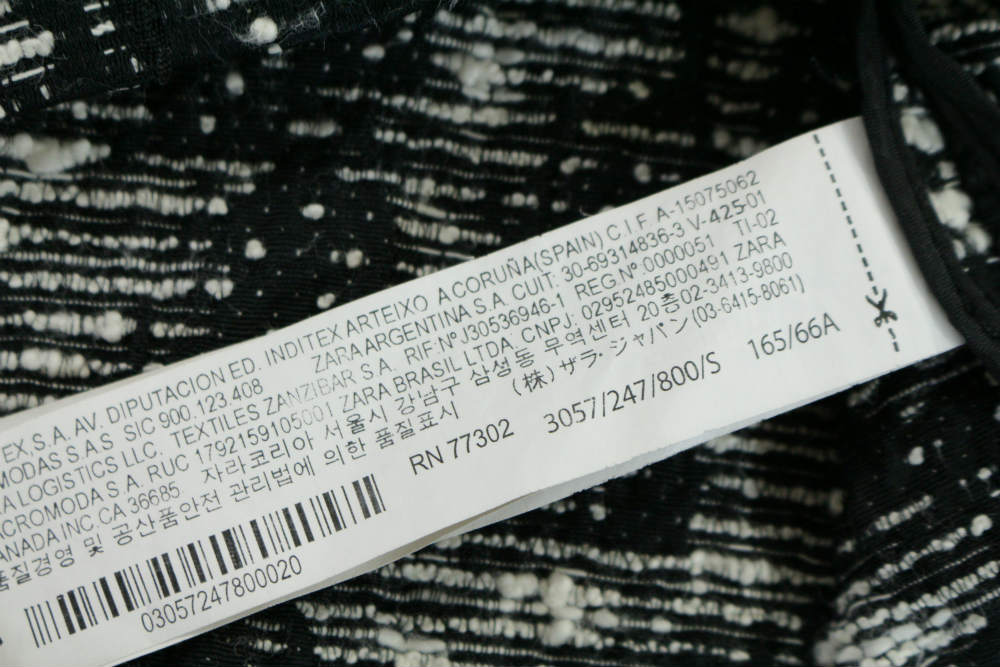 TEX, S.A. AV. DIPUTACION ED. INDITEX ARTEIXO A CORUÑA(SPAIN) C.I.F. A-15075062
MODAS S.A.S SIC 900.123.408 ZARA ARGENTINA S.A. CUIT: 30-69314836-3 V-42501
LOGISTICS LLC. TEXTILES ZANZIBAR S.A. RIF:Nº J30536946-1 REG.Nº 0000051 TI-02
ACROMODA S.A. RUC 1792159105001 ZARA BRASIL LTDA. CNPJ: 02952485000491 ZARA
CANADA INC. CA 36685. 자라코리아 서울시 강남구 삼성동 무역센터 20층02-3413-9800
품질경영 및 공산품안전 관리법에 의한 품질표시 (株)ザラ・ジャパン(03-6415-8061)
RN 77302 3057/247/800/S 165/66A
03057247800020